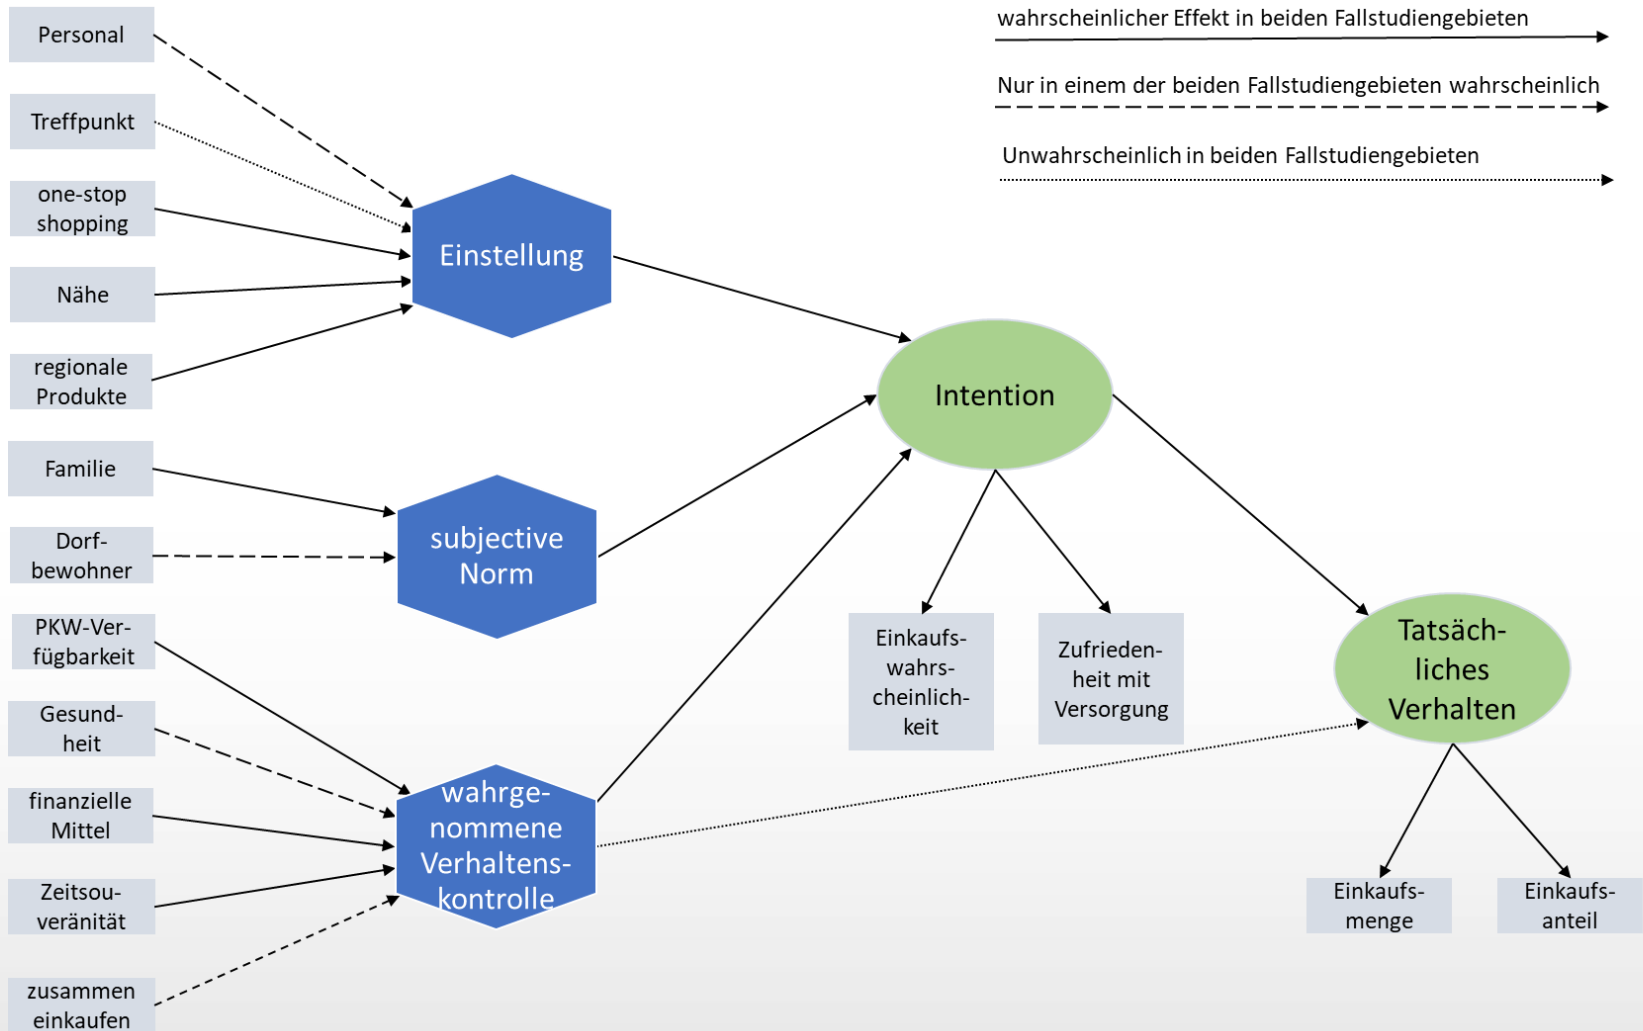 Personal
Treffpunkt
one-stop
shopping
Nähe
regionale
Produkte
Familie
Dorf-
bewohner
PKW-Ver-
fügbarkeit
Gesund-
heit
finanzielle
Mittel
Zeitsou-
veränität
zusammen
einkaufen
Einstellung
subjective
Norm
wahrge-
nommene
Verhaltens-
kontrolle
wahrscheinlicher Effekt in beiden Fallstudiengebieten
Nur in einem der beiden Fallstudiengebieten wahrscheinlich
Unwahrscheinlich in beiden Fallstudiengebieten
Intention
Einkaufs-
wahrs-
cheinlich-
keit
Zufrieden-
heit mit
Versorgung
Tatsäch-
liches
Verhalten
Einkaufs-
menge
Einkaufs-
anteil